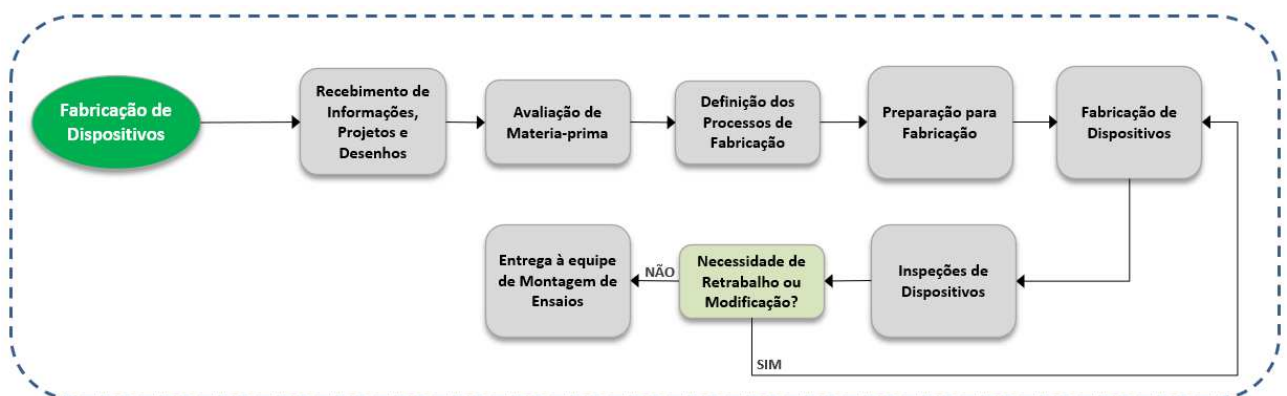 Fabricação de
Dispositivos
Recebimento de
Informações,
Projetos e
Desenhos
Avaliação de
Materia-prima
Definição dos
Processos de
Fabricação
Preparação para
Fabricação
Fabricação de
Dispositivos
Inspeções de
Dispositivos
Necessidade de
Retrabalho ou
Modificação?
NÃO
Entrega à equipe
de Montagem de
Ensaios
SIM